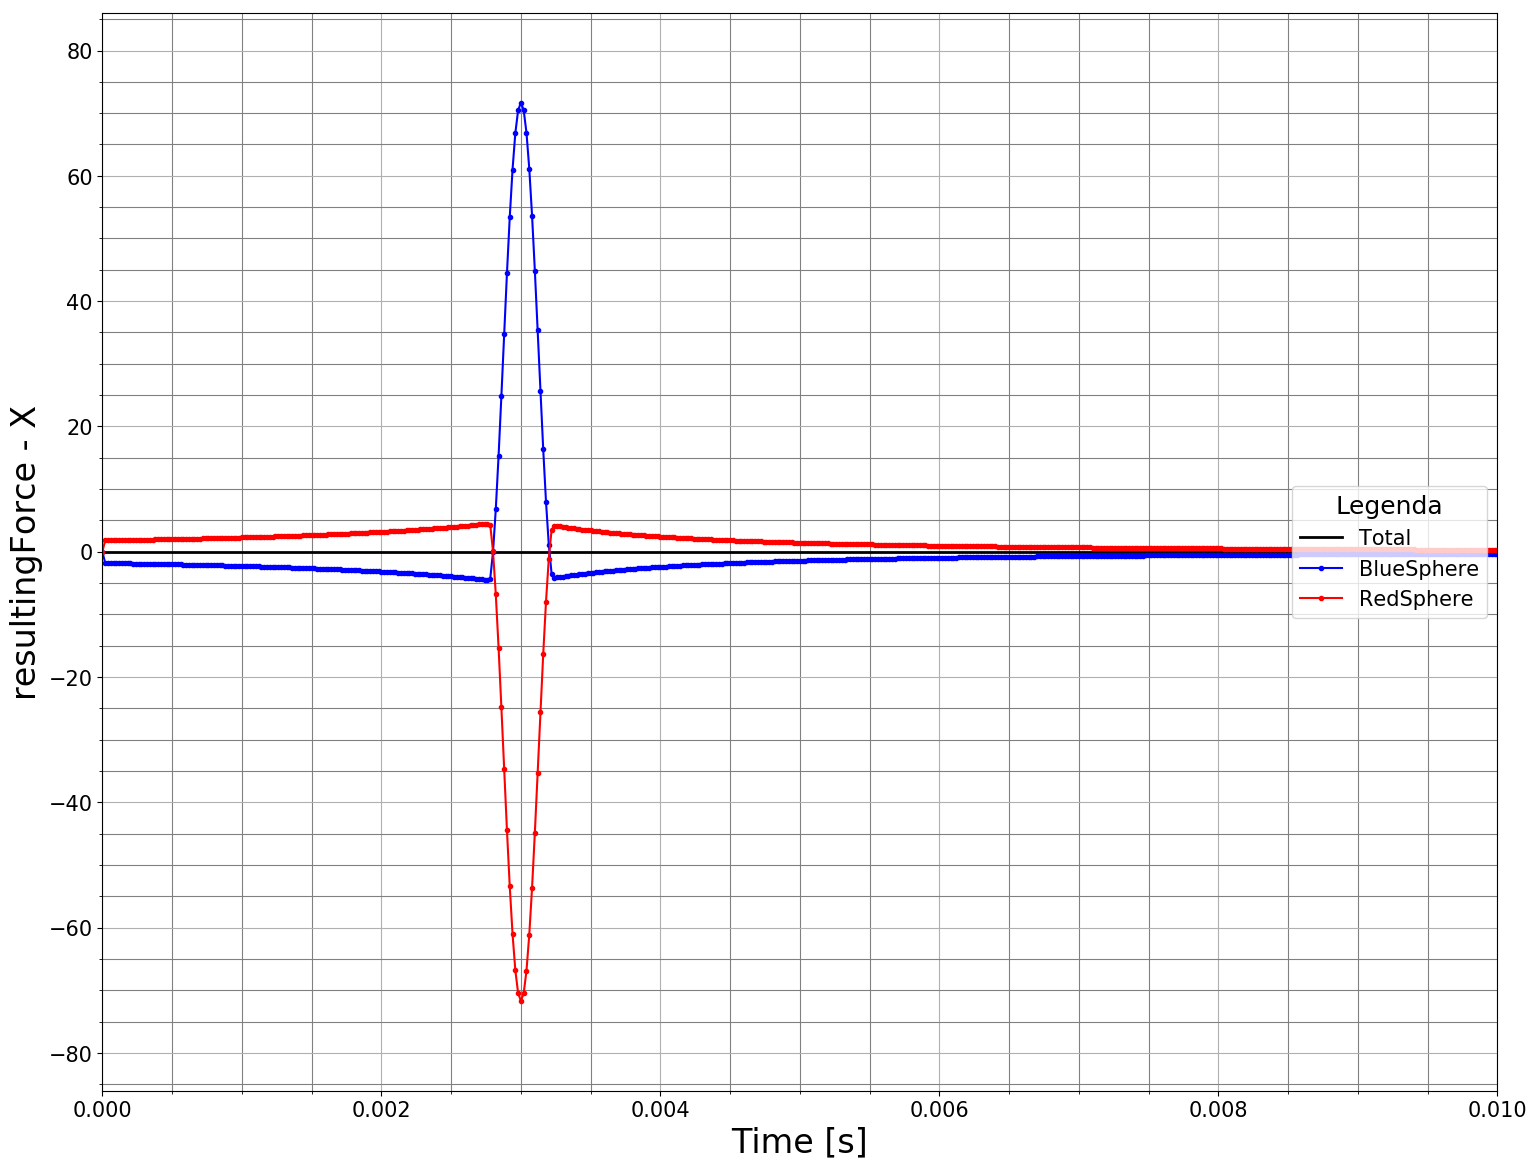 resultingForce - X
80
60
40
20
0
−20
−40
−60
−80
Legenda
Total
BlueSphere
RedSphere
0.000 0.002 0.004 0.006 0.008 0.010
Time [s]